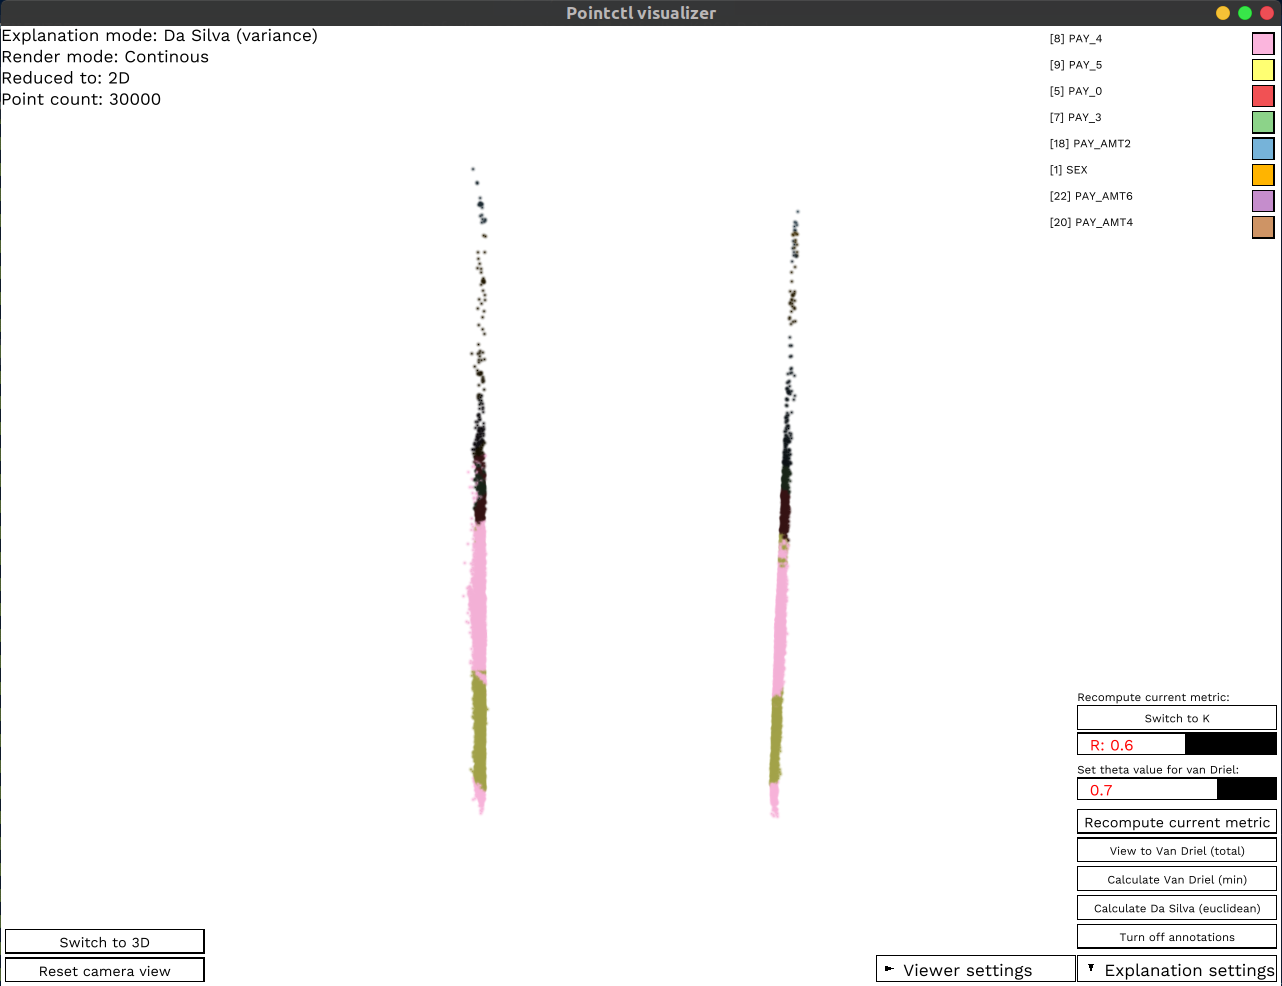 Pointctl visualizer
Explanation mode: Da Silva (variance)
Render mode: Continous
Reduced to: 2D
Point count: 30000
[8] PAY_4
[9] PAY_5
[5] PAY_0
[7] PAY_3
[18] PAY_AMT2
[1] SEX
[22] PAY_AMT6
[20] PAY_AMT4
Recompute current metric:
Switch to K
R: 0.6
Set theta value for van Driel:
0.7
Recompute current metric
View to Van Driel (total)
Calculate Van Driel (min)
Calculate Da Silva (euclidean)
Turn off annotations
Switch to 3D
Reset camera view
Viewer settings
Explanation settings